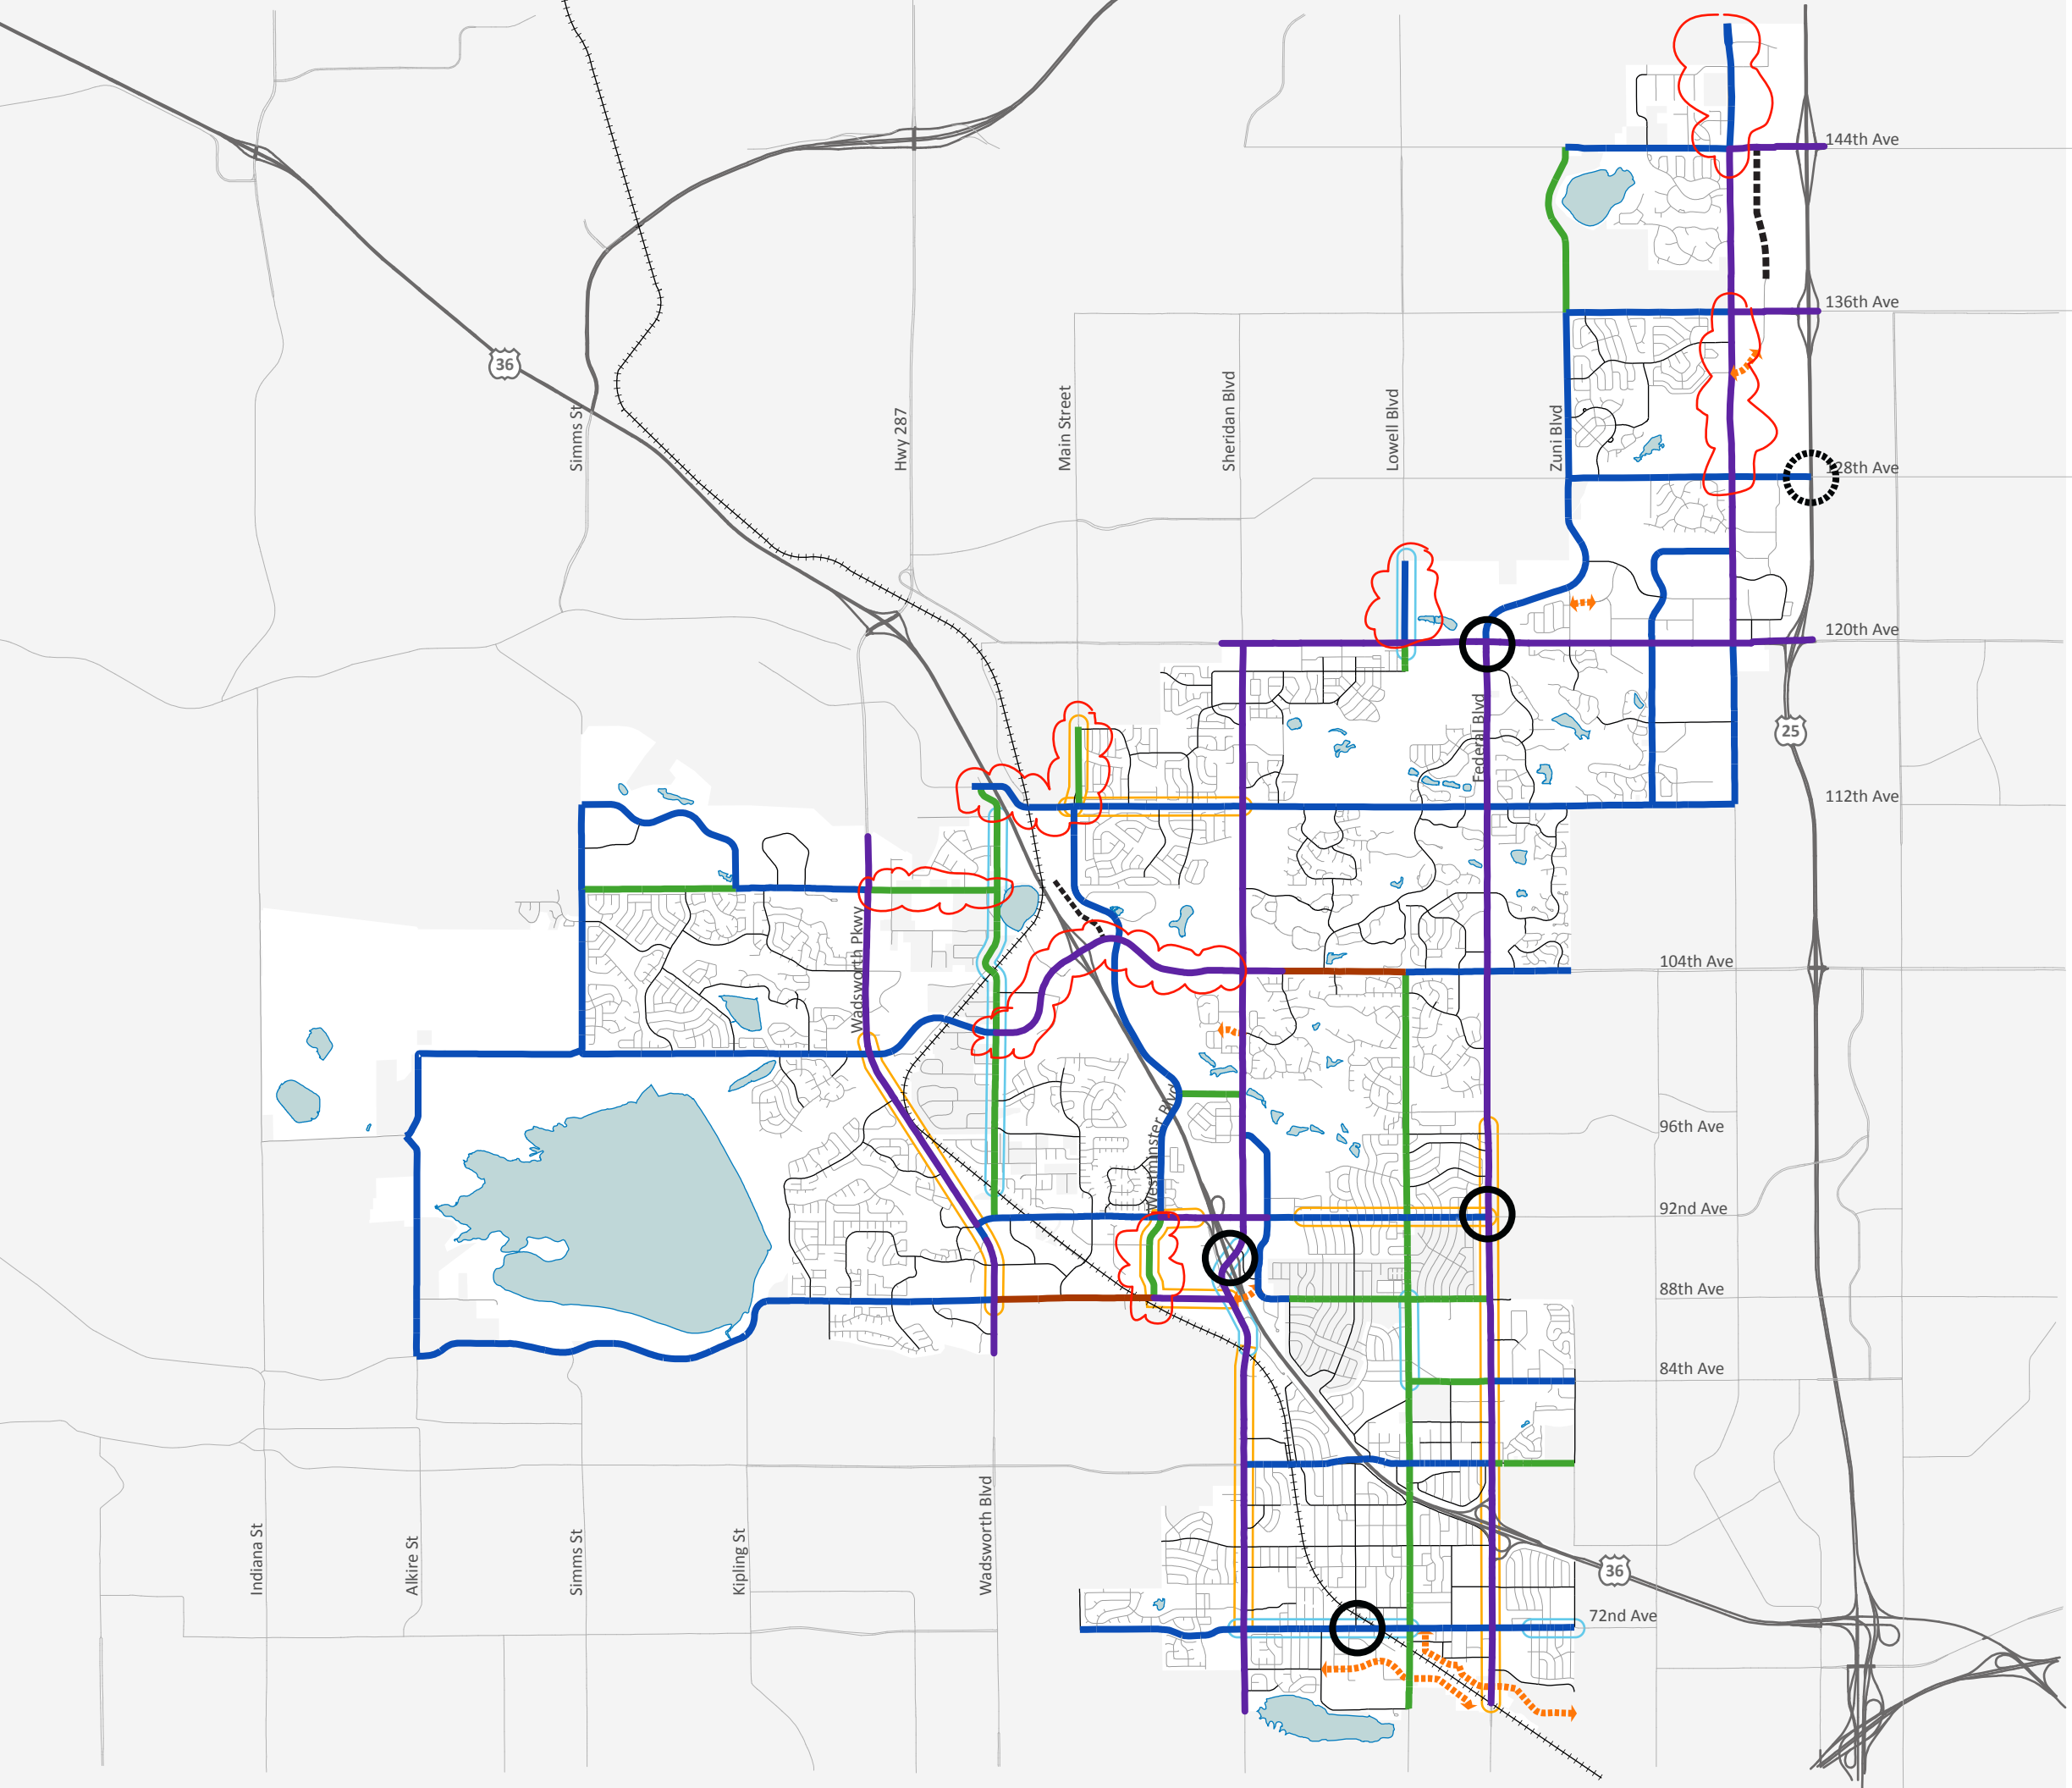 144th Ave
136th Ave
36
Simms St
Hwy 287
Main Street
Sheridan Blvd
Lowell Blvd
Zuni Blvd
128th Ave
120th Ave
Federal Blvd
25
112th Ave
Wadsworth Pkwy
104th Ave
Westminster Blvd
96th Ave
92nd Ave
88th Ave
84th Ave
Indiana St
Alkire St
Simms St
Kipling St
Wadsworth Blvd
36
72nd Ave